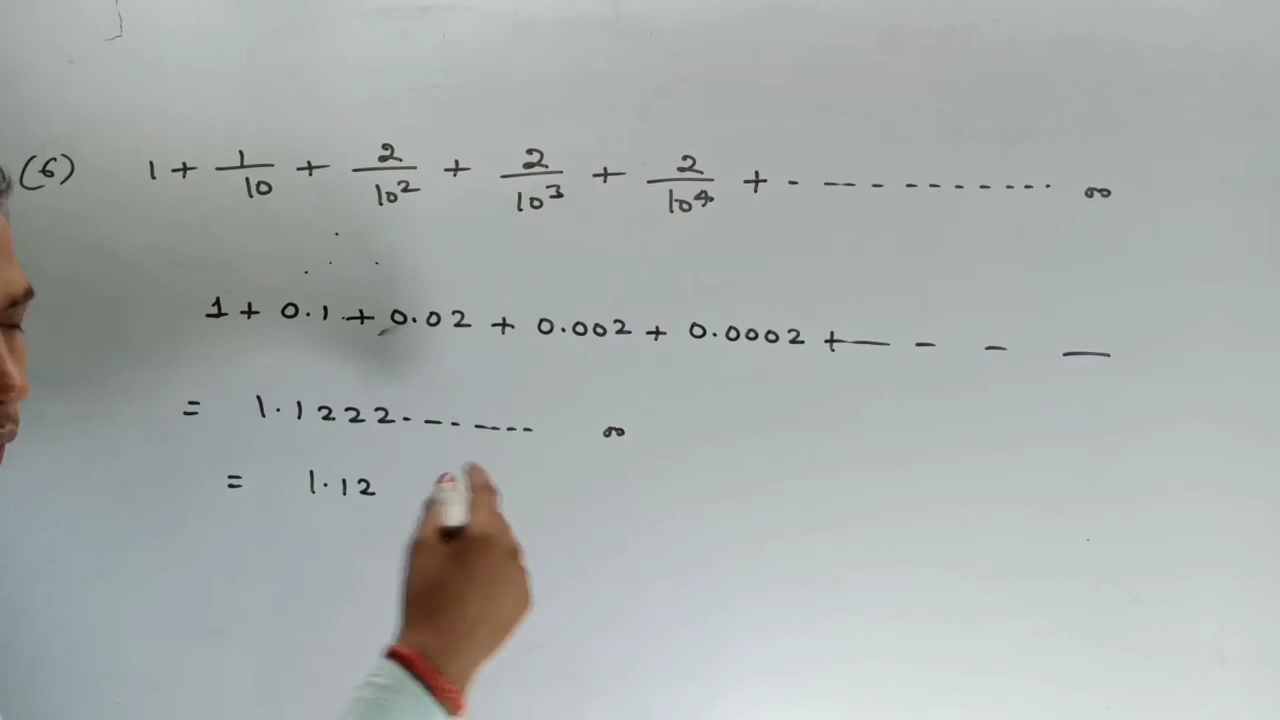 (6) 1 + 1/10 + 2/10² + 2/10³ + 2/10⁴ + - — - - - - - - - - ∞
1 + 0.1 + 0.02 + 0.002 + 0.0002 + — - - —
= 1.1222 - — - — - - ∞
= 1.12